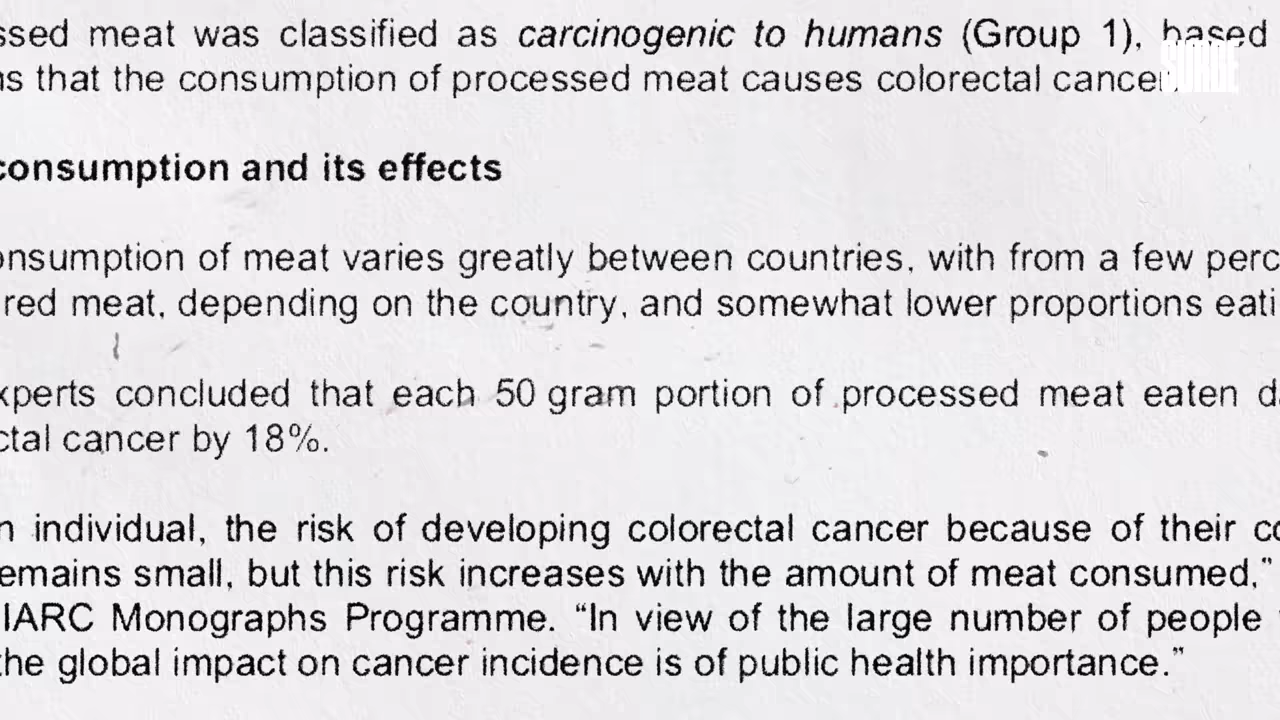 ssed meat was classified as carcinogenic to humans (Group 1), based
ns that the consumption of processed meat causes colorectal cancer.
SURGE
consumption and its effects
onsumption of meat varies greatly between countries, with from a few perc
red meat, depending on the country, and somewhat lower proportions eati
xperts concluded that each 50 gram portion of processed meat eaten da
ctal cancer by 18%.
n individual, the risk of developing colorectal cancer because of their co
emains small, but this risk increases with the amount of meat consumed,”
IARC Monographs Programme. “In view of the large number of people
the global impact on cancer incidence is of public health importance.”